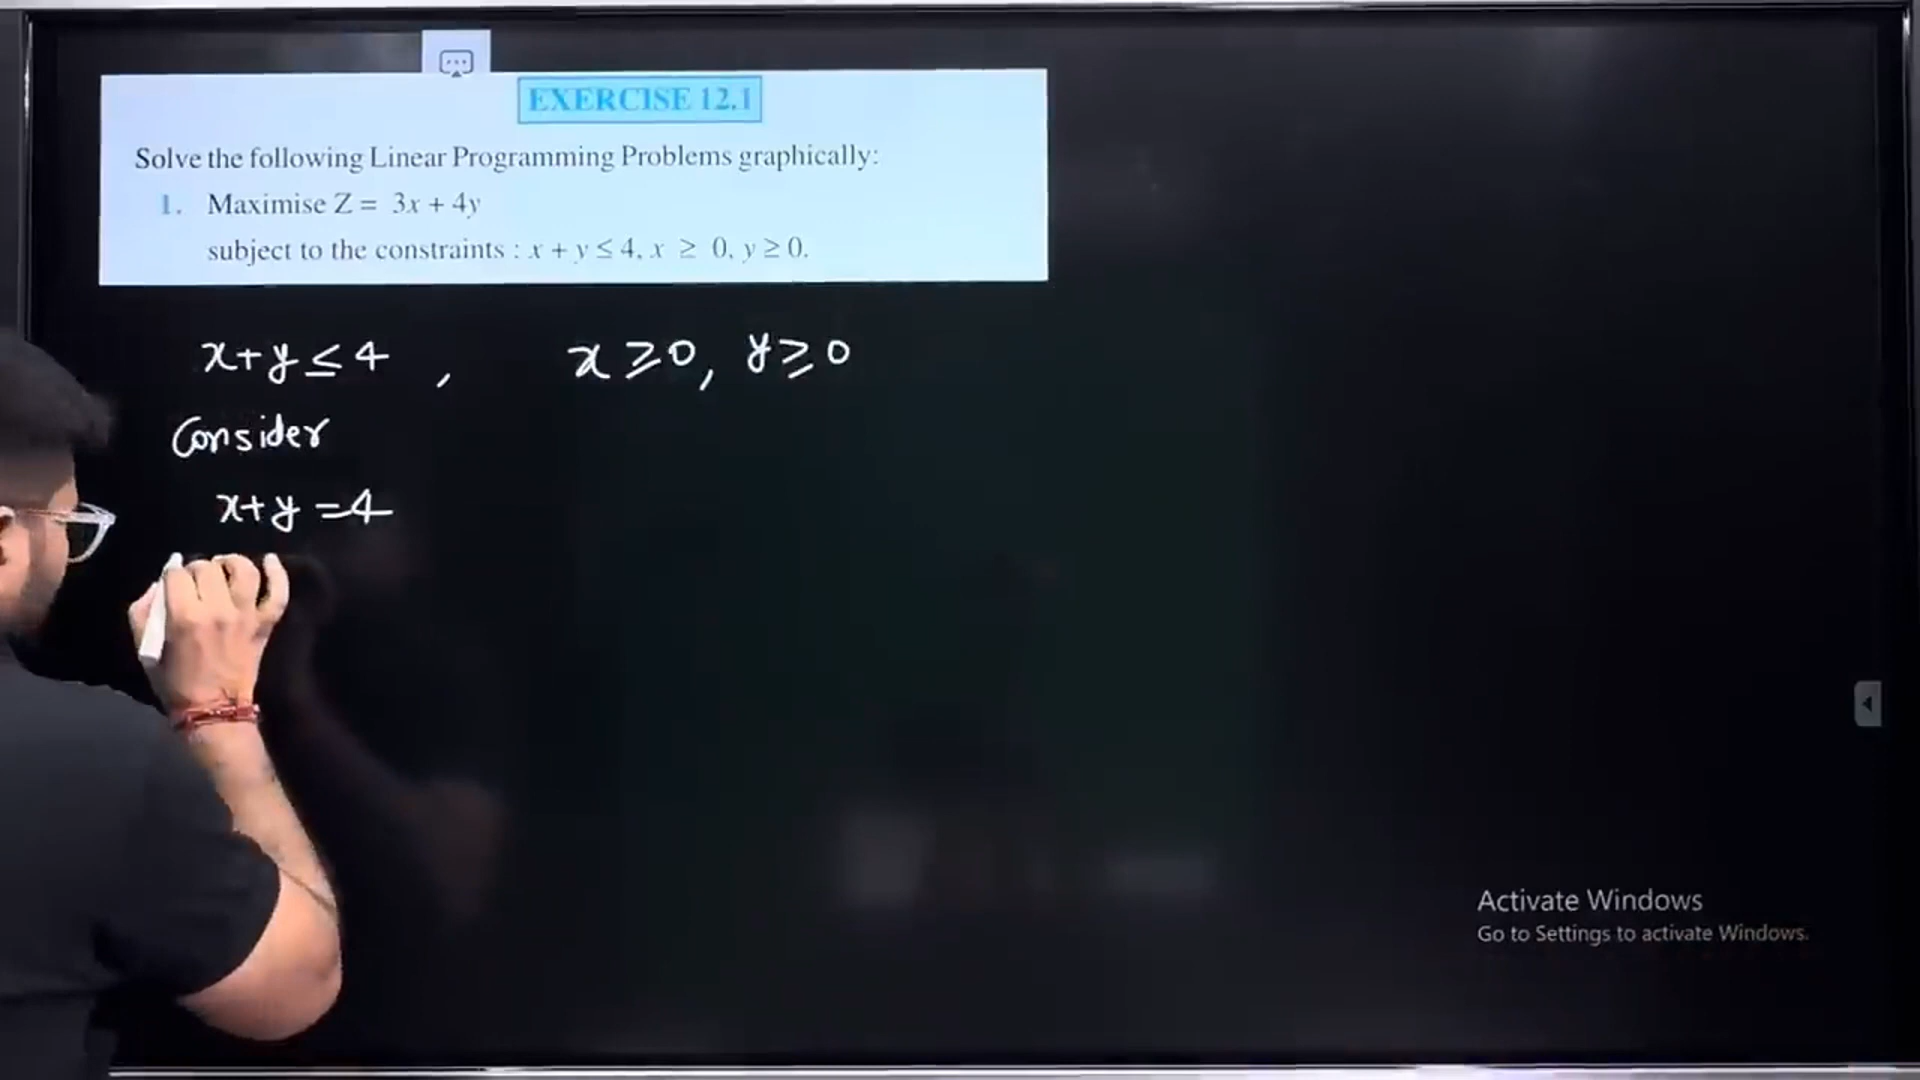 EXERCISE 12.1
Solve the following Linear Programming Problems graphically:
1. Maximise Z = 3x + 4y
subject to the constraints : x + y ≤ 4, x ≥ 0, y ≥ 0.
x+y ≤ 4 , x ≥ 0, y ≥ 0
Consider
x+y = 4
Activate Windows
Go to Settings to activate Windows.